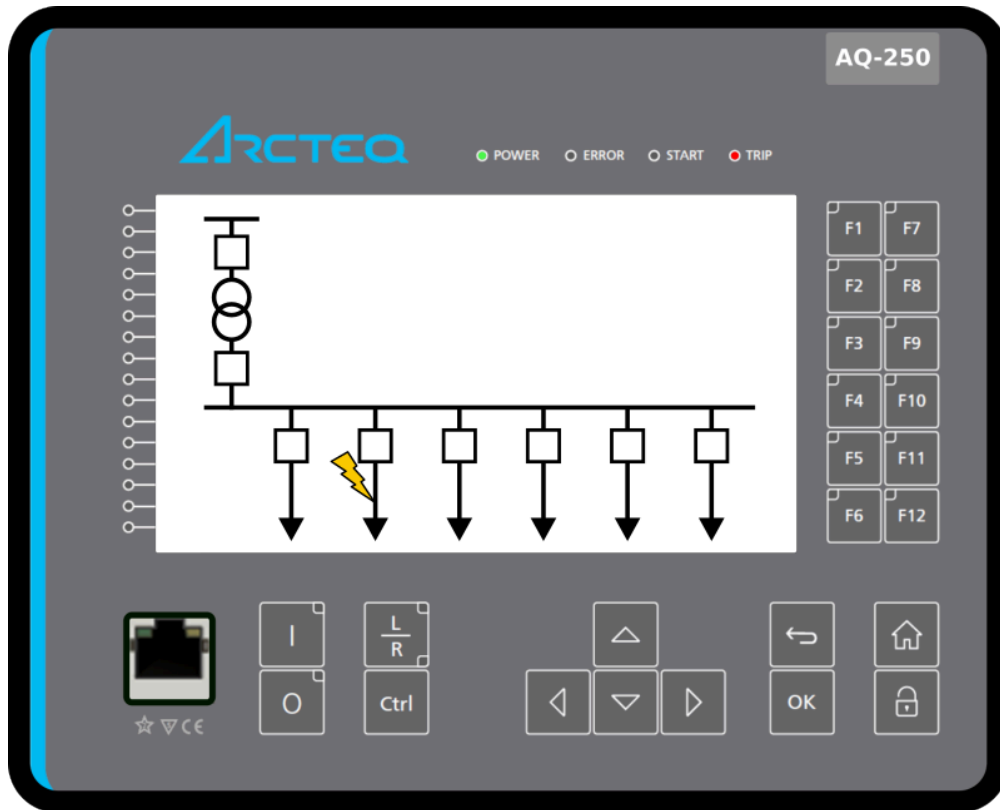 AQ-250
ARCTEQ
POWER ERROR START TRIP
F1 F7
F2 F8
F3 F9
F4 F10
F5 F11
F6 F12
I
L
R
O
Ctrl
OK
CE